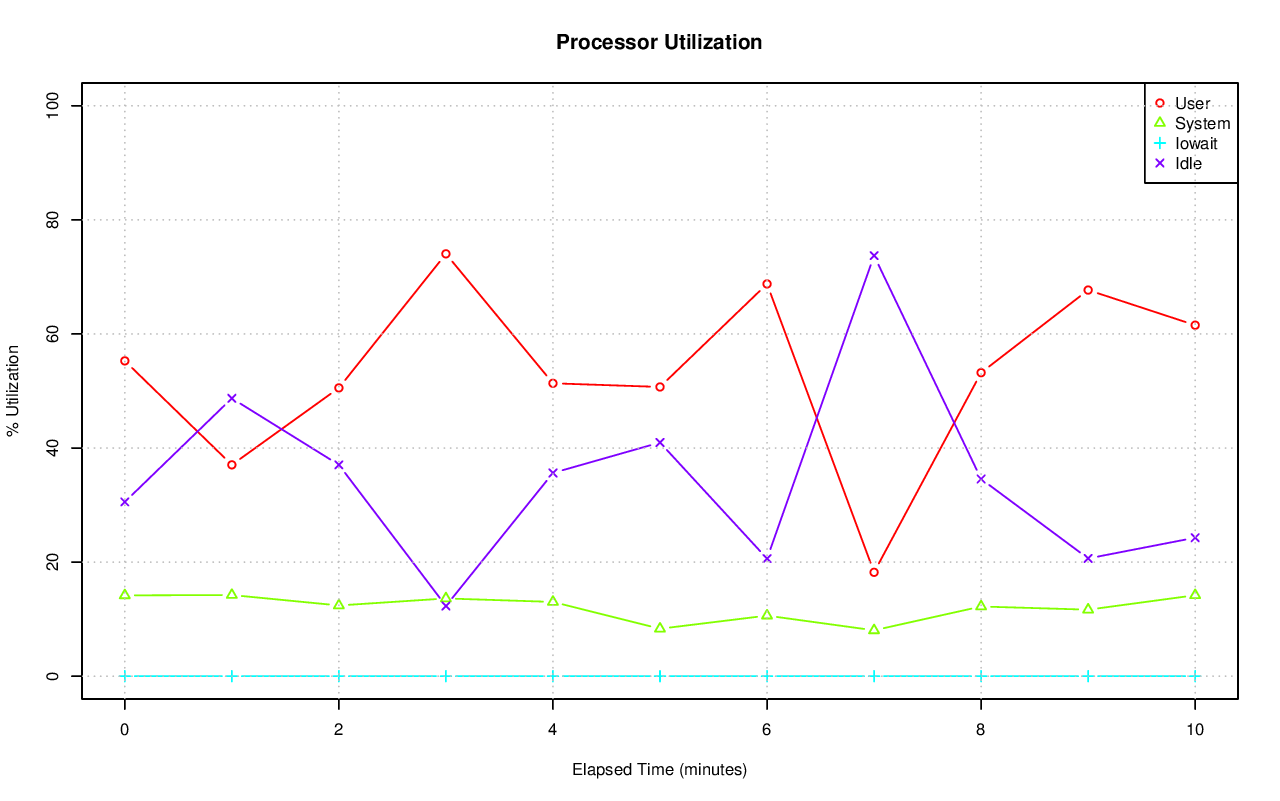 Processor Utilization
User
System
Iowait
Idle
% Utilization
100
80
60
40
20
0
0 2 4 6 8 10
Elapsed Time (minutes)